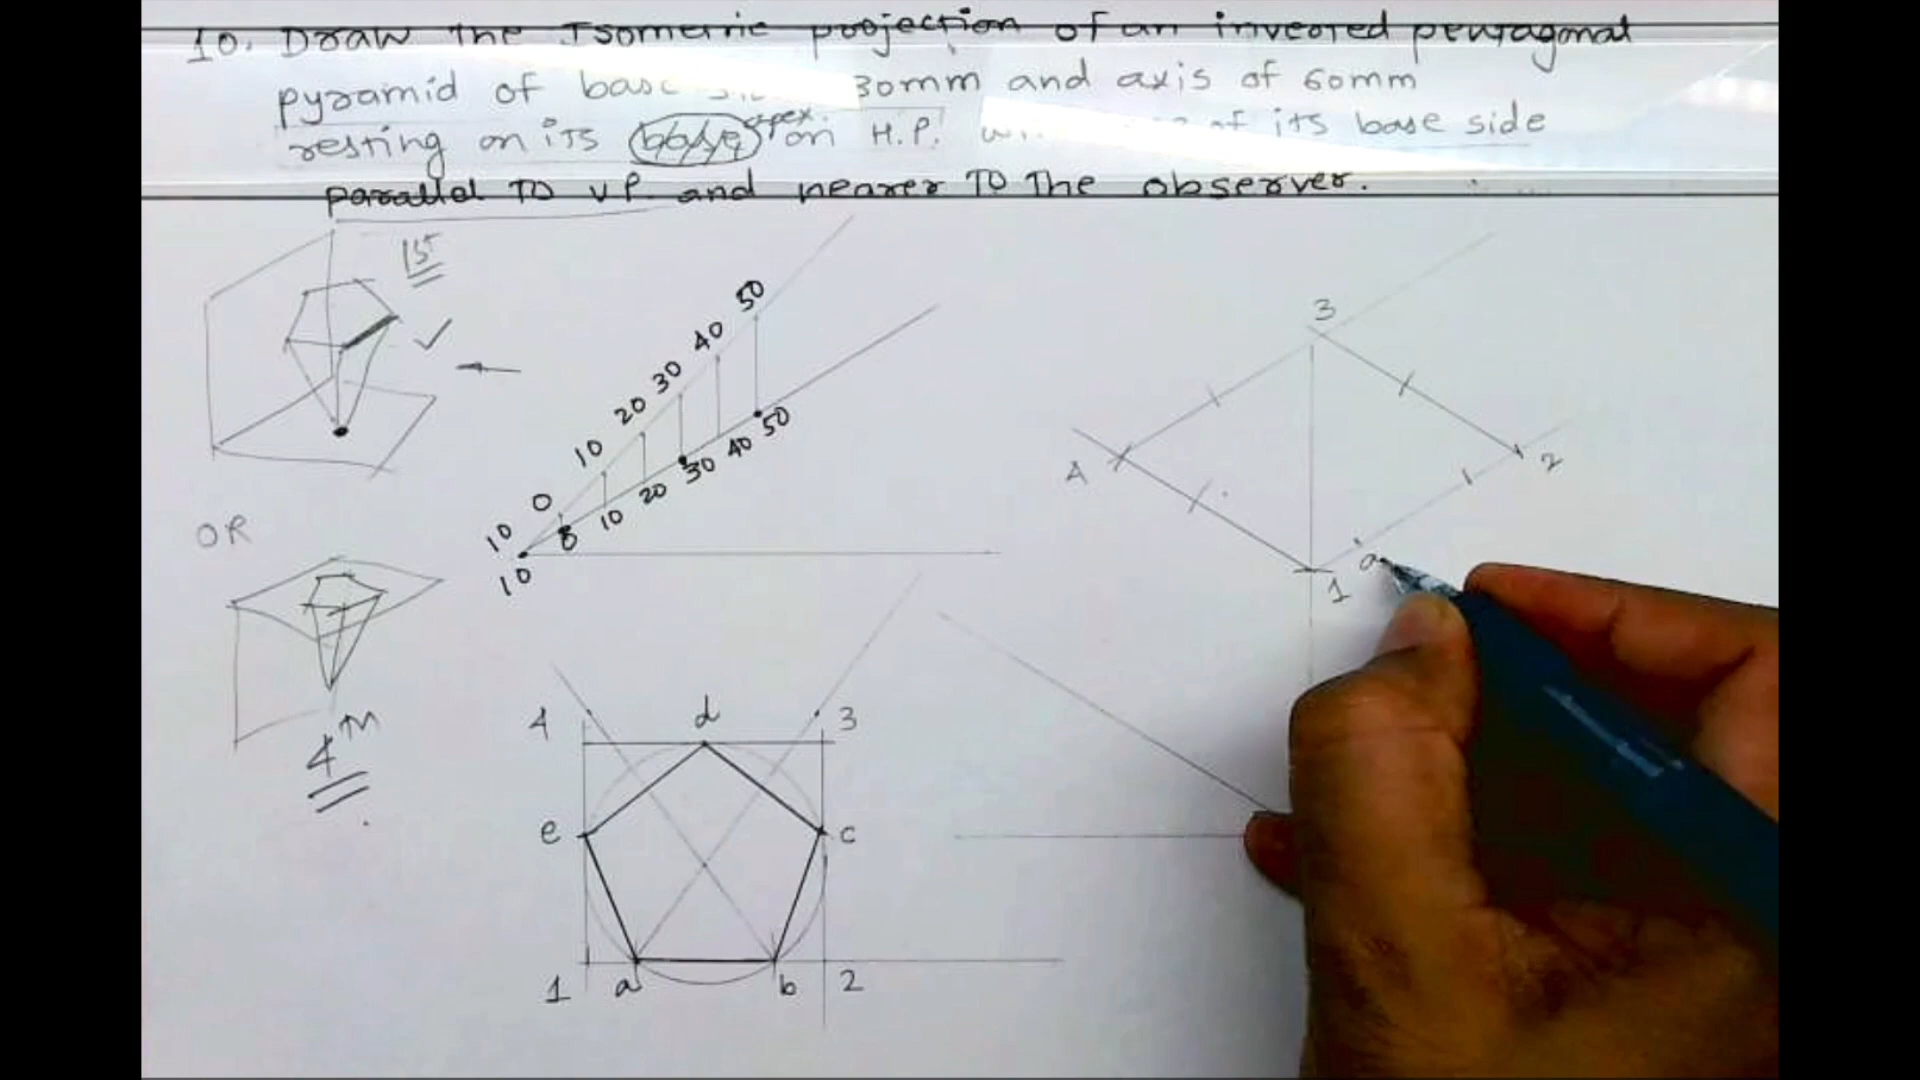 10. Draw the Isometric projection of an inverted pentagonal
pyramid of base 30mm and axis of 60mm
resting on its base apex on H.P. of its base side
parallel to VP and nearer to the observer.
1st
OR
4th
10 0 10 20 30 40 50
10 0 10 20 30 40 50
4 d 3
e c
1 a b 2
3
4 2
1 a